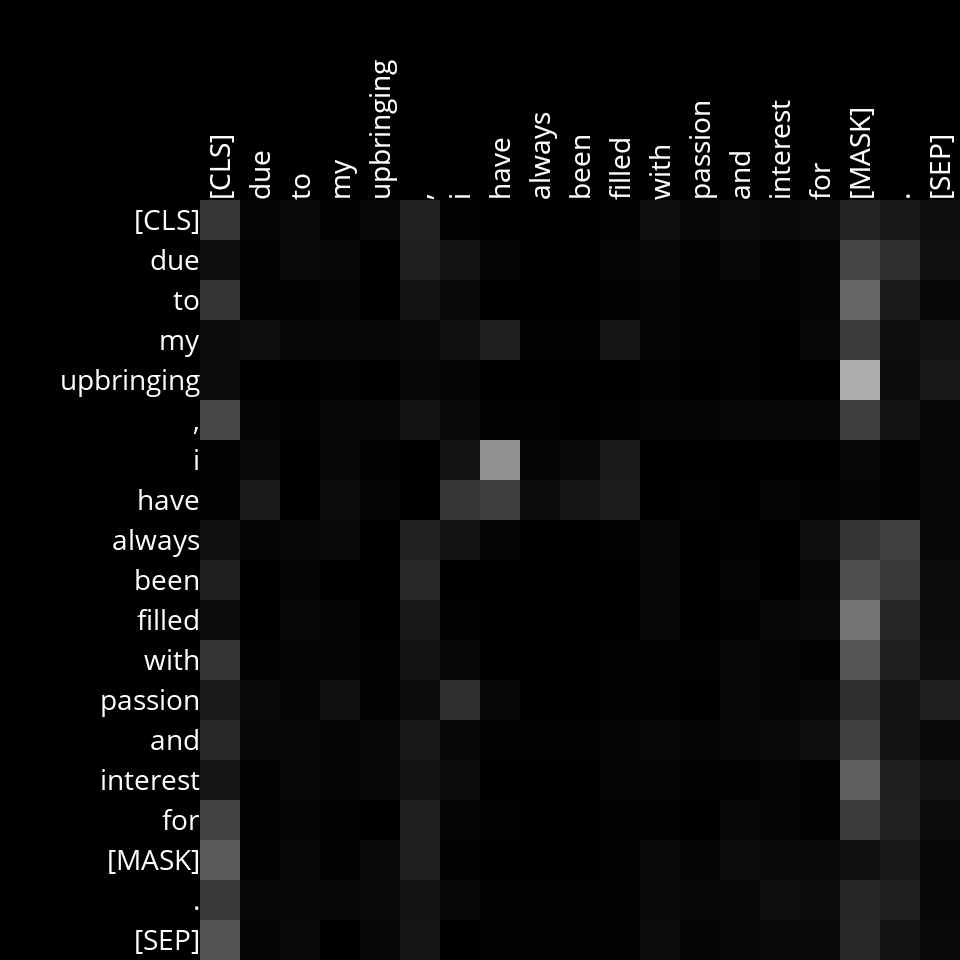 [CLS] due to my upbringing , i have always been filled with passion and interest for [MASK] . [SEP]
[CLS]
due
to
my
upbringing
,
i
have
always
been
filled
with
passion
and
interest
for
[MASK]
.
[SEP]